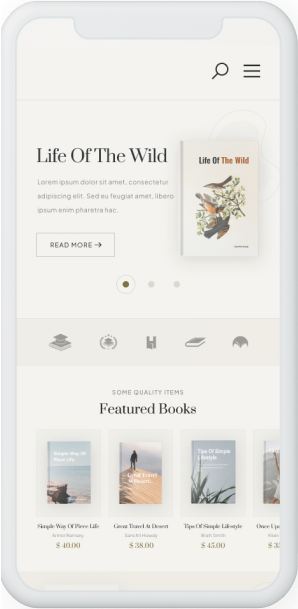 Life Of The Wild
Lorem ipsum dolor sit amet, consectetur
adipiscing elit. Sed eu feugiat amet, libero
ipsum enim pharetra hac.
READ MORE →
Life Of The Wild
SOME QUALITY ITEMS
Featured Books
Simple Way Of
Piece Life
Great Travel
At Desert
Tips Of Simple
Lifestyle
Simple Way Of Piece Life
Great Travel At Desert
Tips Of Simple Lifestyle
Once Up
Armor Ramsey
Sanchit Howdy
Bratt Smith
$ 40.00
$ 38.00
$ 45.00